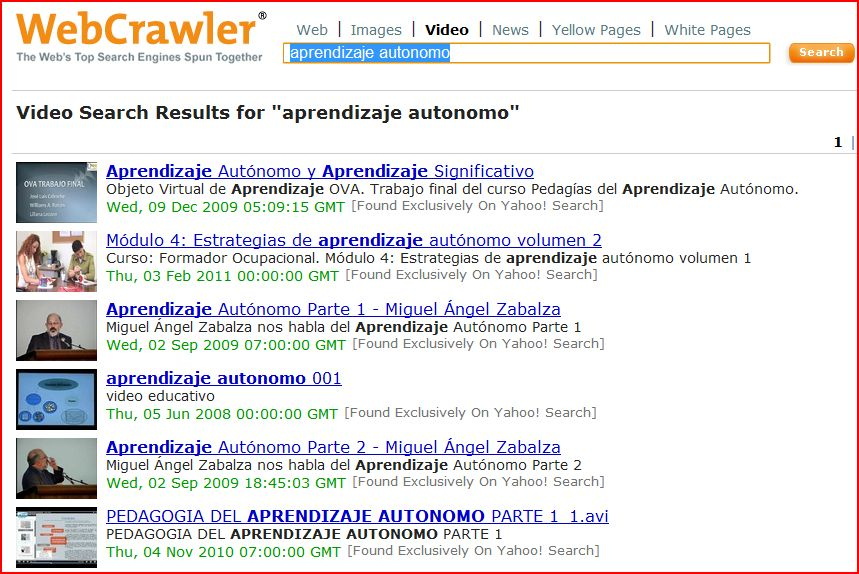 WebCrawler®
The Web's Top Search Engines Spun Together
Web | Images | Video | News | Yellow Pages | White Pages
aprendizaje autonomo
Search
Video Search Results for "aprendizaje autonomo"
1 |
Aprendizaje Autónomo y Aprendizaje Significativo
Objeto Virtual de Aprendizaje OVA. Trabajo final del curso Pedagías del Aprendizaje Autónomo.
Wed, 09 Dec 2009 05:09:15 GMT [Found Exclusively On Yahoo! Search]
OVA TRABAJO FINAL
Módulo 4: Estrategias de aprendizaje autónomo volumen 2
Curso: Formador Ocupacional. Módulo 4: Estrategias de aprendizaje autónomo volumen 1
Thu, 03 Feb 2011 00:00:00 GMT [Found Exclusively On Yahoo! Search]
Aprendizaje Autónomo Parte 1 - Miguel Ángel Zabalza
Miguel Ángel Zabalza nos habla del Aprendizaje Autónomo Parte 1
Wed, 02 Sep 2009 07:00:00 GMT [Found Exclusively On Yahoo! Search]
aprendizaje autonomo 001
video educativo
Thu, 05 Jun 2008 00:00:00 GMT [Found Exclusively On Yahoo! Search]
Aprendizaje Autónomo Parte 2 - Miguel Ángel Zabalza
Miguel Ángel Zabalza nos habla del Aprendizaje Autónomo Parte 2
Wed, 02 Sep 2009 18:45:03 GMT [Found Exclusively On Yahoo! Search]
PEDAGOGIA DEL APRENDIZAJE AUTONOMO PARTE 1_1.avi
PEDAGOGIA DEL APRENDIZAJE AUTONOMO PARTE 1
Thu, 04 Nov 2010 07:00:00 GMT [Found Exclusively On Yahoo! Search]